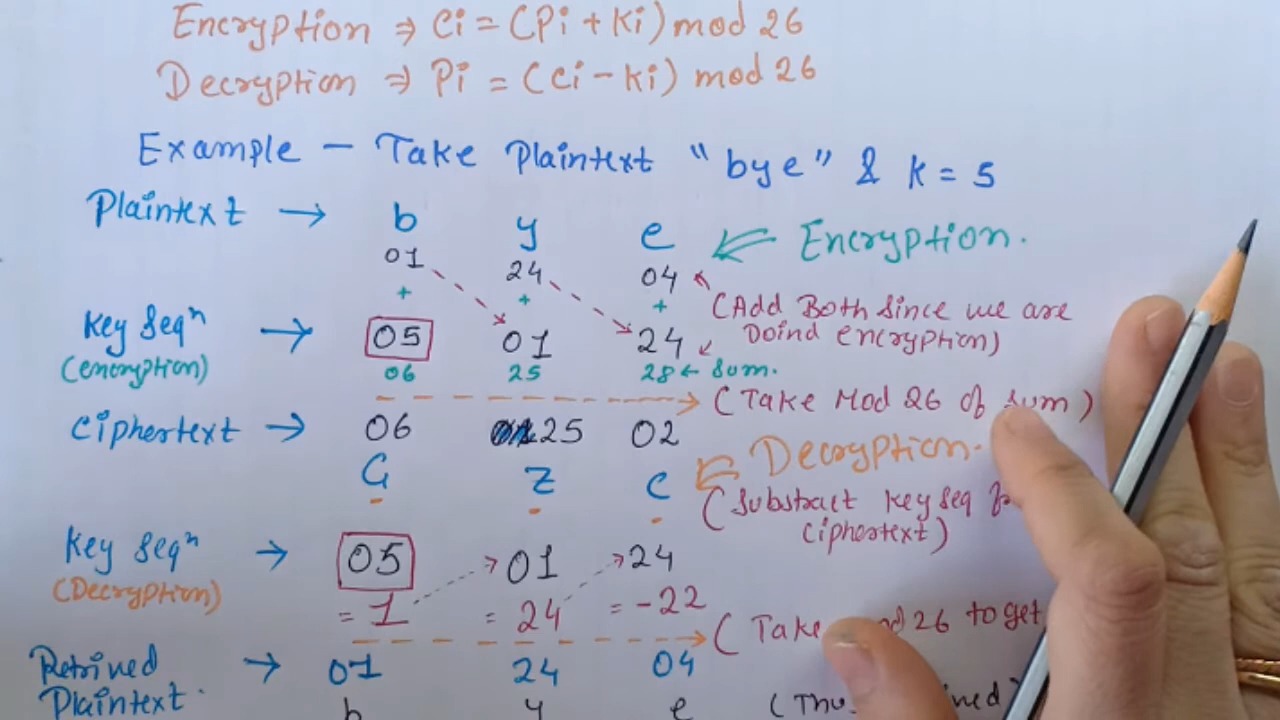 Encryption ⇒ Ci = (Pi + Ki) mod 26
Decryption ⇒ Pi = (Ci - Ki) mod 26
Example - Take Plaintext "bye" & K = 5
Plaintext → b y e Encryption.
01 24 04
+ + + (Add Both Since we are
Doind encryption)
Key Seqⁿ → 05 01 24
(encryption) 06 25 28 ← Sum.
(Take Mod 26 of sum)
Ciphertext → 06 25 02
G Z C Decryption.
(Substract Key Seq
Ciphertext)
Key Seqⁿ → 05 01 24
(Decryption) = 1 = 24 = -22
(Take 26 to get
Retrined → 01 24 04
Plaintext. b y e